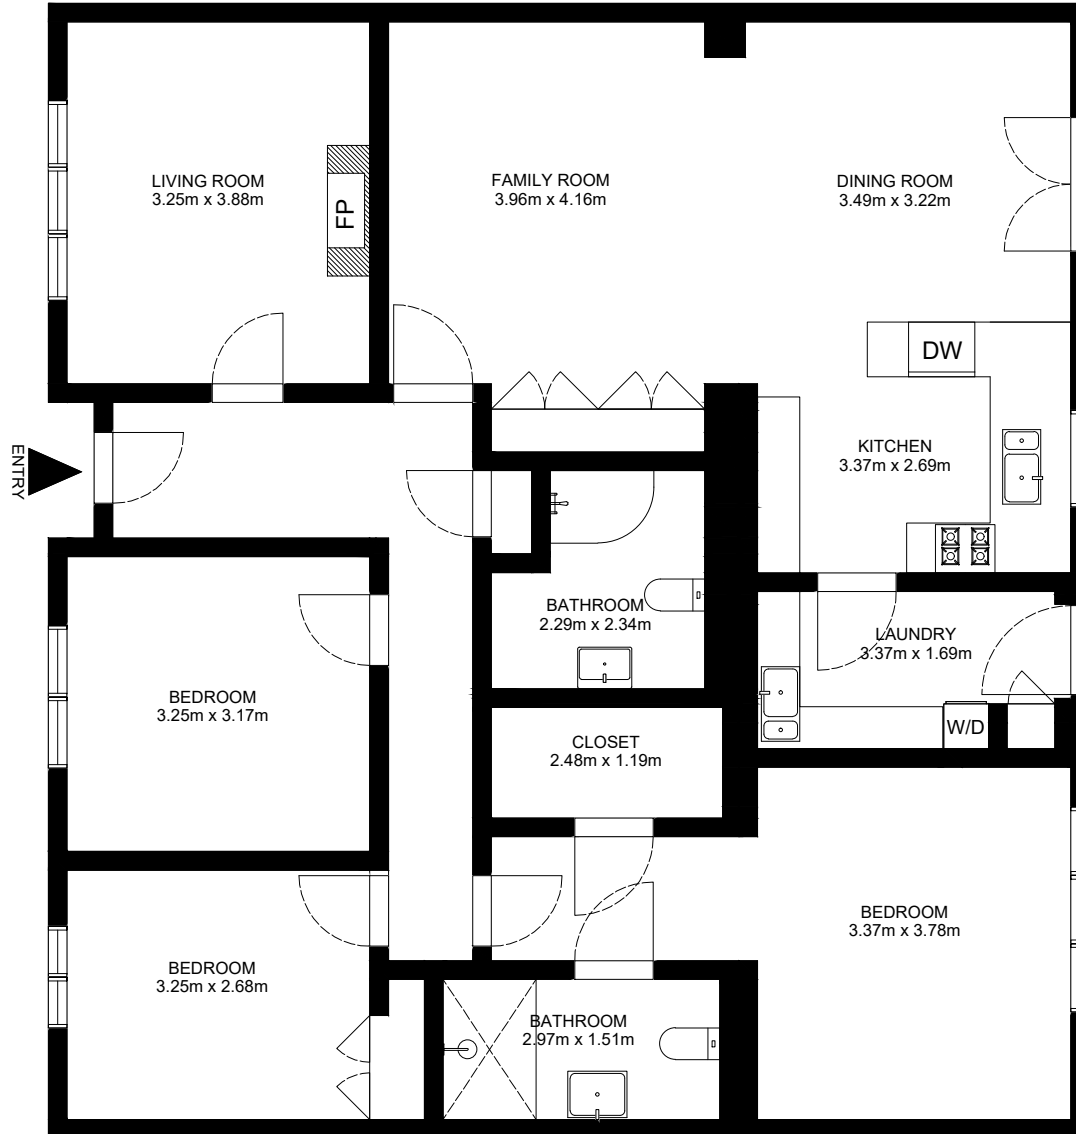 LIVING ROOM
3.25m x 3.88m
FP
FAMILY ROOM
3.96m x 4.16m
DINING ROOM
3.49m x 3.22m
DW
KITCHEN
3.37m x 2.69m
ENTRY
BATHROOM
2.29m x 2.34m
LAUNDRY
3.37m x 1.69m
BEDROOM
3.25m x 3.17m
CLOSET
2.48m x 1.19m
W/D
BEDROOM
3.37m x 3.78m
BEDROOM
3.25m x 2.68m
BATHROOM
2.97m x 1.51m